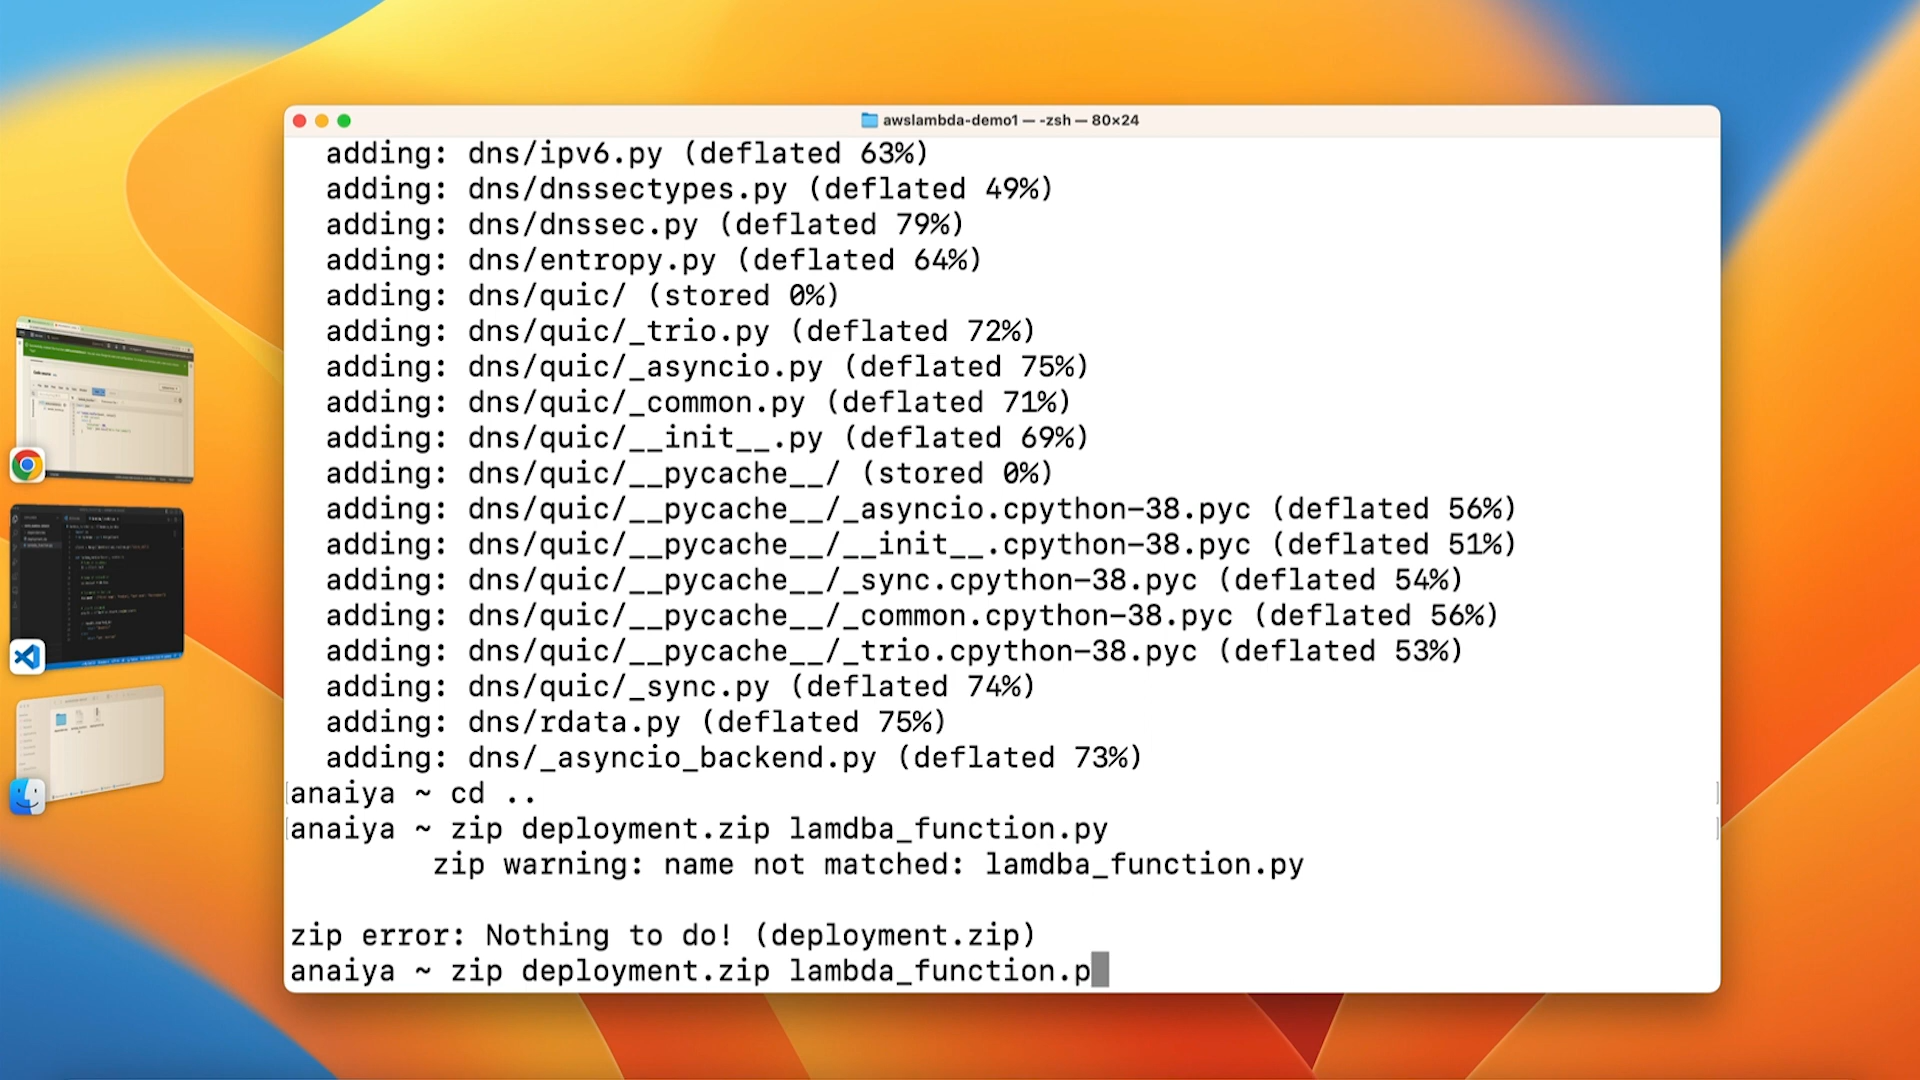 awslambda-demo1 — -zsh — 80×24
adding: dns/ipv6.py (deflated 63%)
adding: dns/dnssectypes.py (deflated 49%)
adding: dns/dnssec.py (deflated 79%)
adding: dns/entropy.py (deflated 64%)
adding: dns/quic/ (stored 0%)
adding: dns/quic/_trio.py (deflated 72%)
adding: dns/quic/_asyncio.py (deflated 75%)
adding: dns/quic/_common.py (deflated 71%)
adding: dns/quic/__init__.py (deflated 69%)
adding: dns/quic/__pycache__/ (stored 0%)
adding: dns/quic/__pycache__/_asyncio.cpython-38.pyc (deflated 56%)
adding: dns/quic/__pycache__/__init__.cpython-38.pyc (deflated 51%)
adding: dns/quic/__pycache__/_sync.cpython-38.pyc (deflated 54%)
adding: dns/quic/__pycache__/_common.cpython-38.pyc (deflated 56%)
adding: dns/quic/__pycache__/_trio.cpython-38.pyc (deflated 53%)
adding: dns/quic/_sync.py (deflated 74%)
adding: dns/rdata.py (deflated 75%)
adding: dns/_asyncio_backend.py (deflated 73%)
anaiya ~ cd ..
anaiya ~ zip deployment.zip lamdba_function.py
zip warning: name not matched: lamdba_function.py
zip error: Nothing to do! (deployment.zip)
anaiya ~ zip deployment.zip lambda_function.p